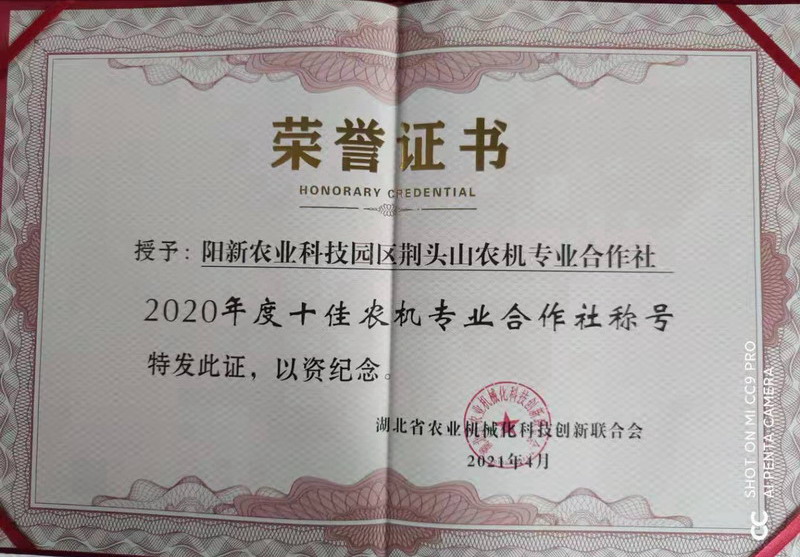 荣誉证书
HONORARY CREDENTIAL
授予：阳新农业科技园区荆头山农机专业合作社
2020年度十佳农机专业合作社称号
特发此证，以资纪念。
湖北省农业机械化科技创新联合会
2021年4月
SHOT ON MI CC9 PRO
AI PENTA CAMERA